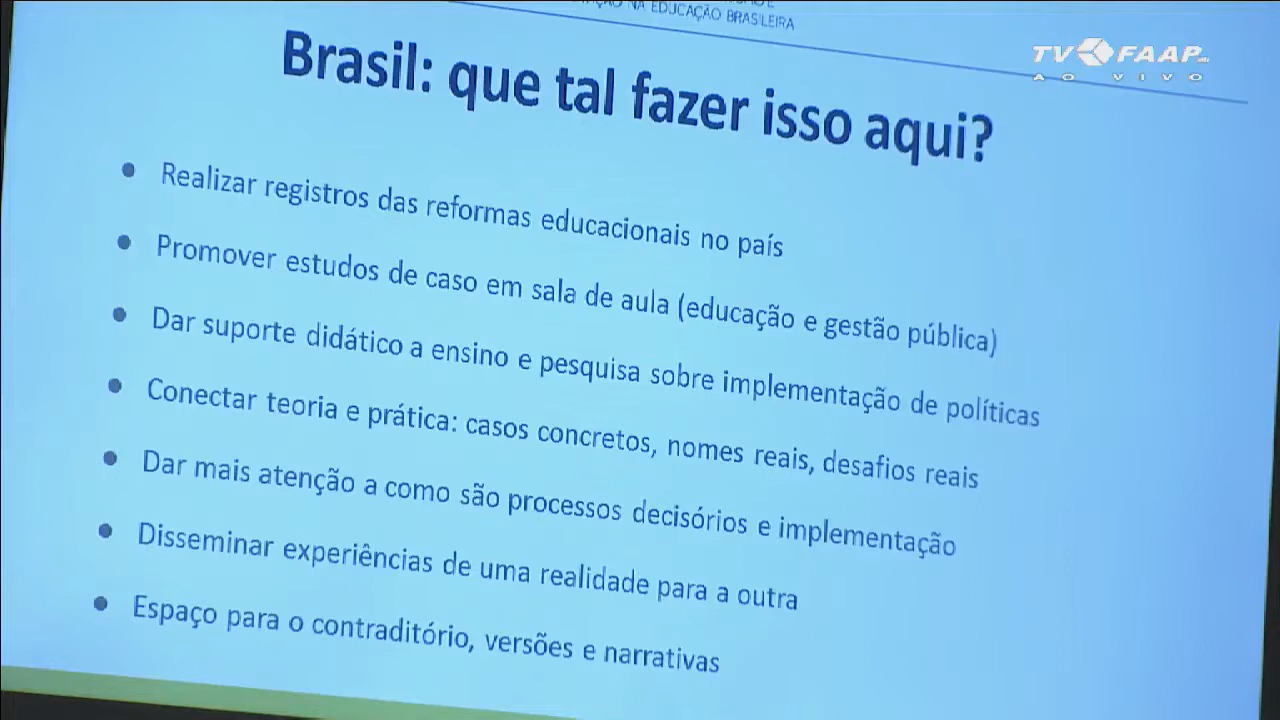 NA EDUCAÇÃO BRASILEIRA
TV FAAP
AO VIVO
Brasil: que tal fazer isso aqui?
Realizar registros das reformas educacionais no país
Promover estudos de caso em sala de aula (educação e gestão pública)
Dar suporte didático a ensino e pesquisa sobre implementação de políticas
Conectar teoria e prática: casos concretos, nomes reais, desafios reais
Dar mais atenção a como são processos decisórios e implementação
Disseminar experiências de uma realidade para a outra
Espaço para o contraditório, versões e narrativas